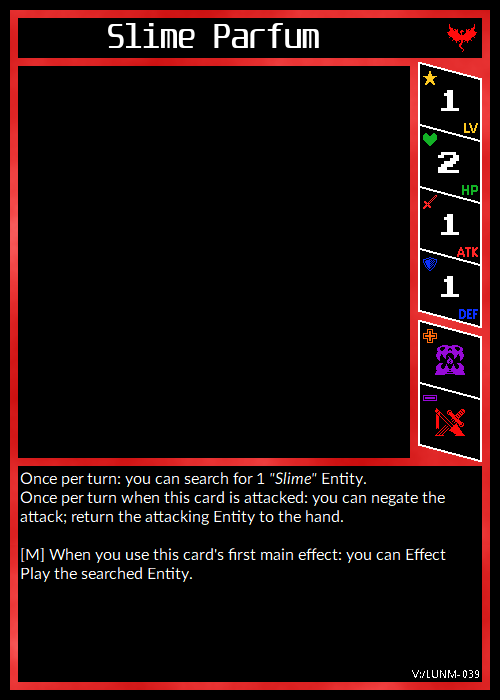 Slime Parfum
1
LV
2
HP
1
ATK
1
DEF
Once per turn: you can search for 1 "Slime" Entity.
Once per turn when this card is attacked: you can negate the
attack; return the attacking Entity to the hand.
[M] When you use this card's first main effect: you can Effect
Play the searched Entity.
V:/LUNM-039